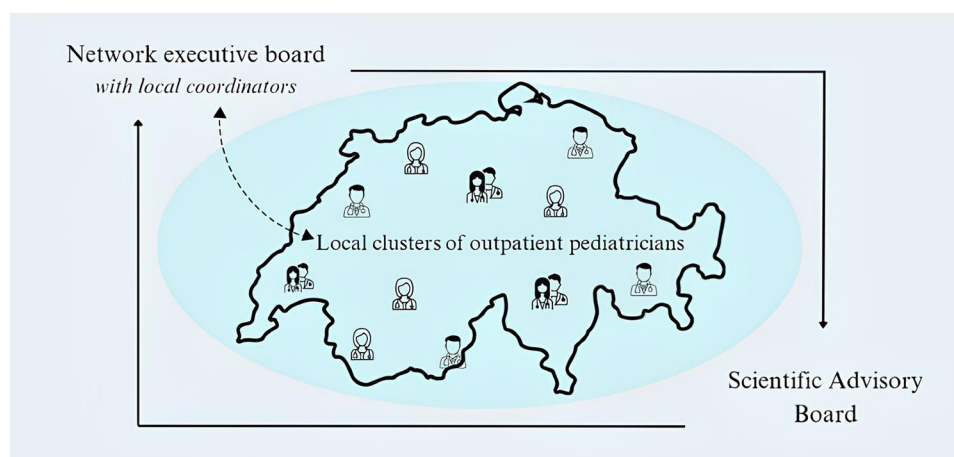 Network executive board
with local coordinators
Local clusters of outpatient pediatricians
Scientific Advisory
Board